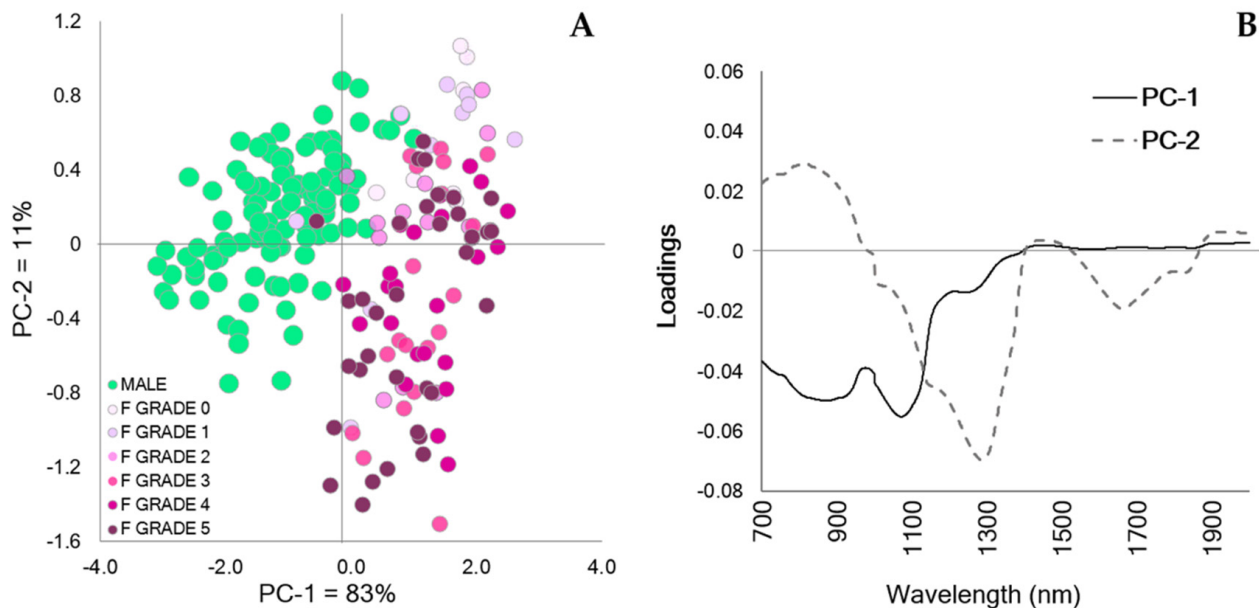 A
1.2
0.8
0.4
0
-0.4
-0.8
-1.2
-1.6
PC-2 = 11%
MALE
F GRADE 0
F GRADE 1
F GRADE 2
F GRADE 3
F GRADE 4
F GRADE 5
-4.0 -2.0 0.0 2.0 4.0
PC-1 = 83%
B
0.06
0.04
0.02
0
-0.02
-0.04
-0.06
-0.08
Loadings
PC-1
PC-2
700 900 1100 1300 1500 1700 1900
Wavelength (nm)